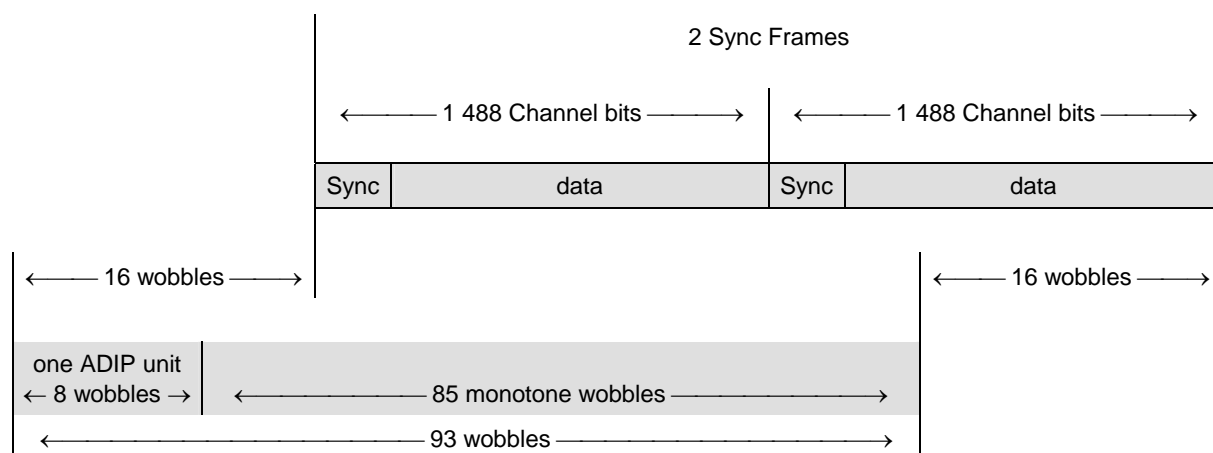 2 Sync Frames
← 1 488 Channel bits → ← 1 488 Channel bits →
Sync data Sync data
← 16 wobbles → ← 16 wobbles →
one ADIP unit
← 8 wobbles → ← 85 monotone wobbles →
← 93 wobbles →